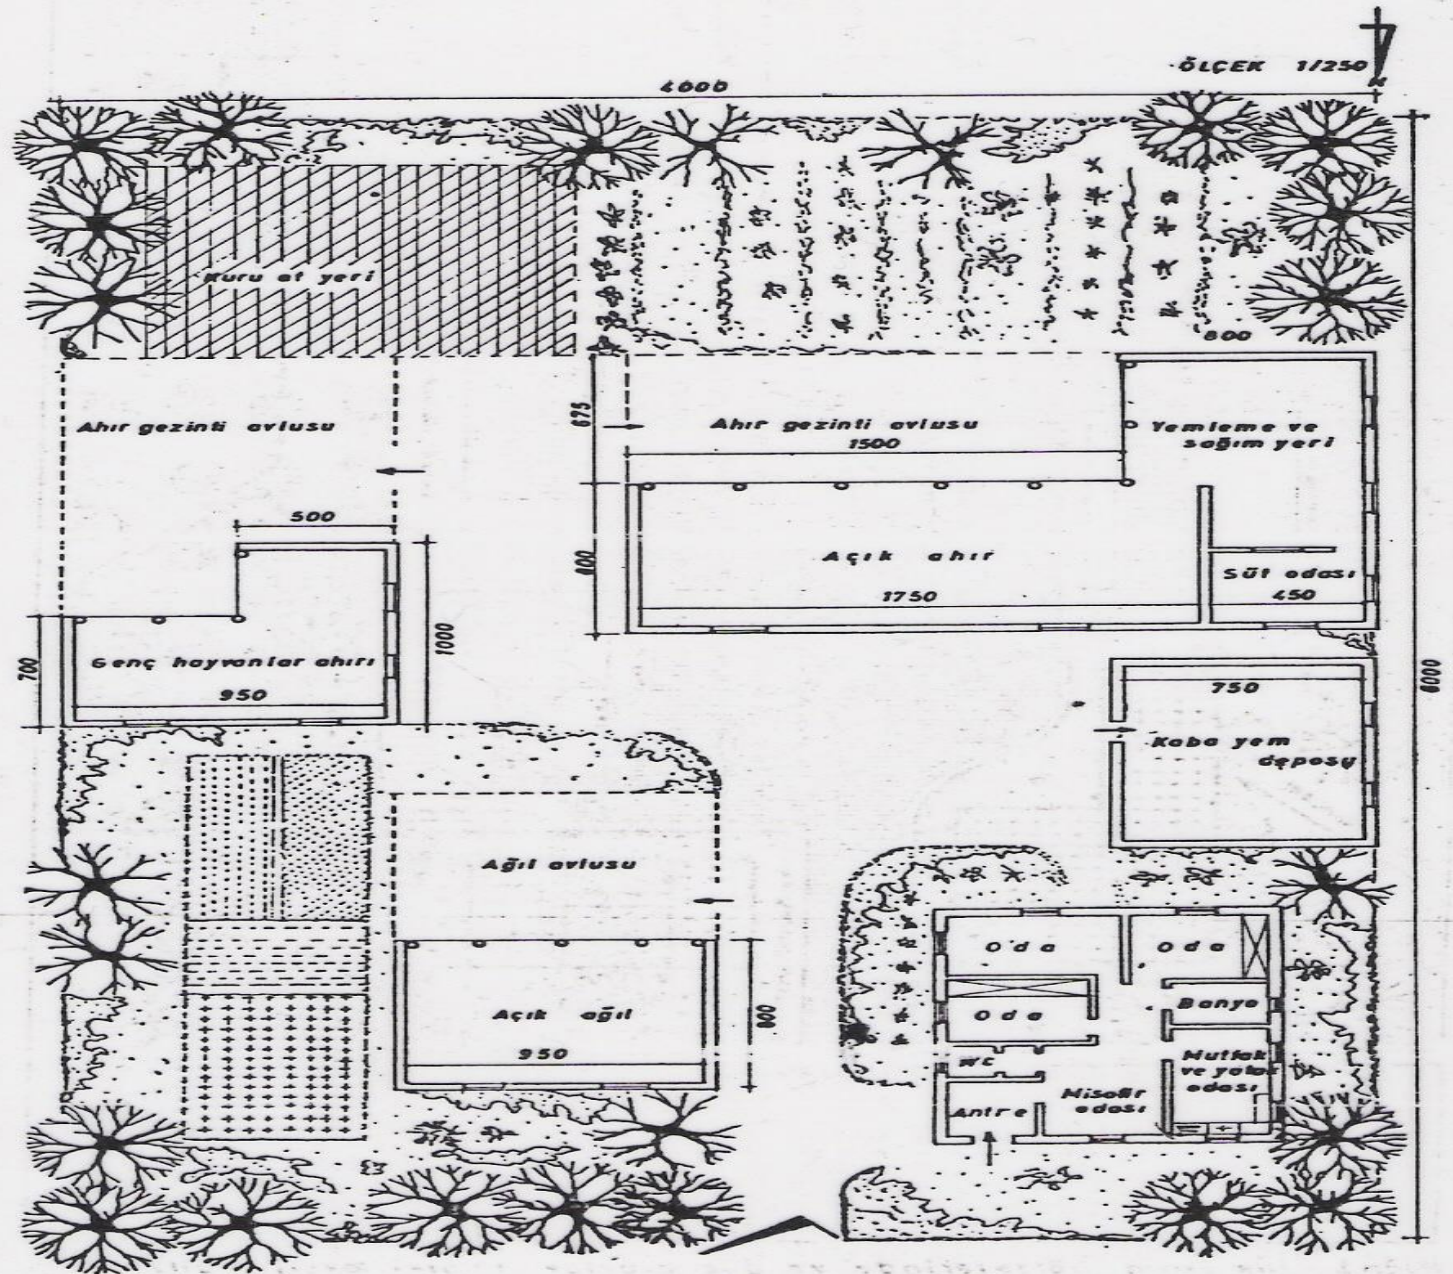 ÖLÇEK 1/250
4000
Kuru ot yeri
800
Ahır gezinti avlusu
675
Ahır gezinti avlusu
1500
Yemleme ve
sağım yeri
500
800
Açık ahır
Süt odası
1750
450
700
Genç hayvanlar ahırı
950
1000
6000
750
Kaba yem
deposu
Ağıl avlusu
Oda
Oda
Açık ağıl
950
800
Oda
Banyo
WC
Mutfak
ve yatak
odası
Antre
Misafir
odası